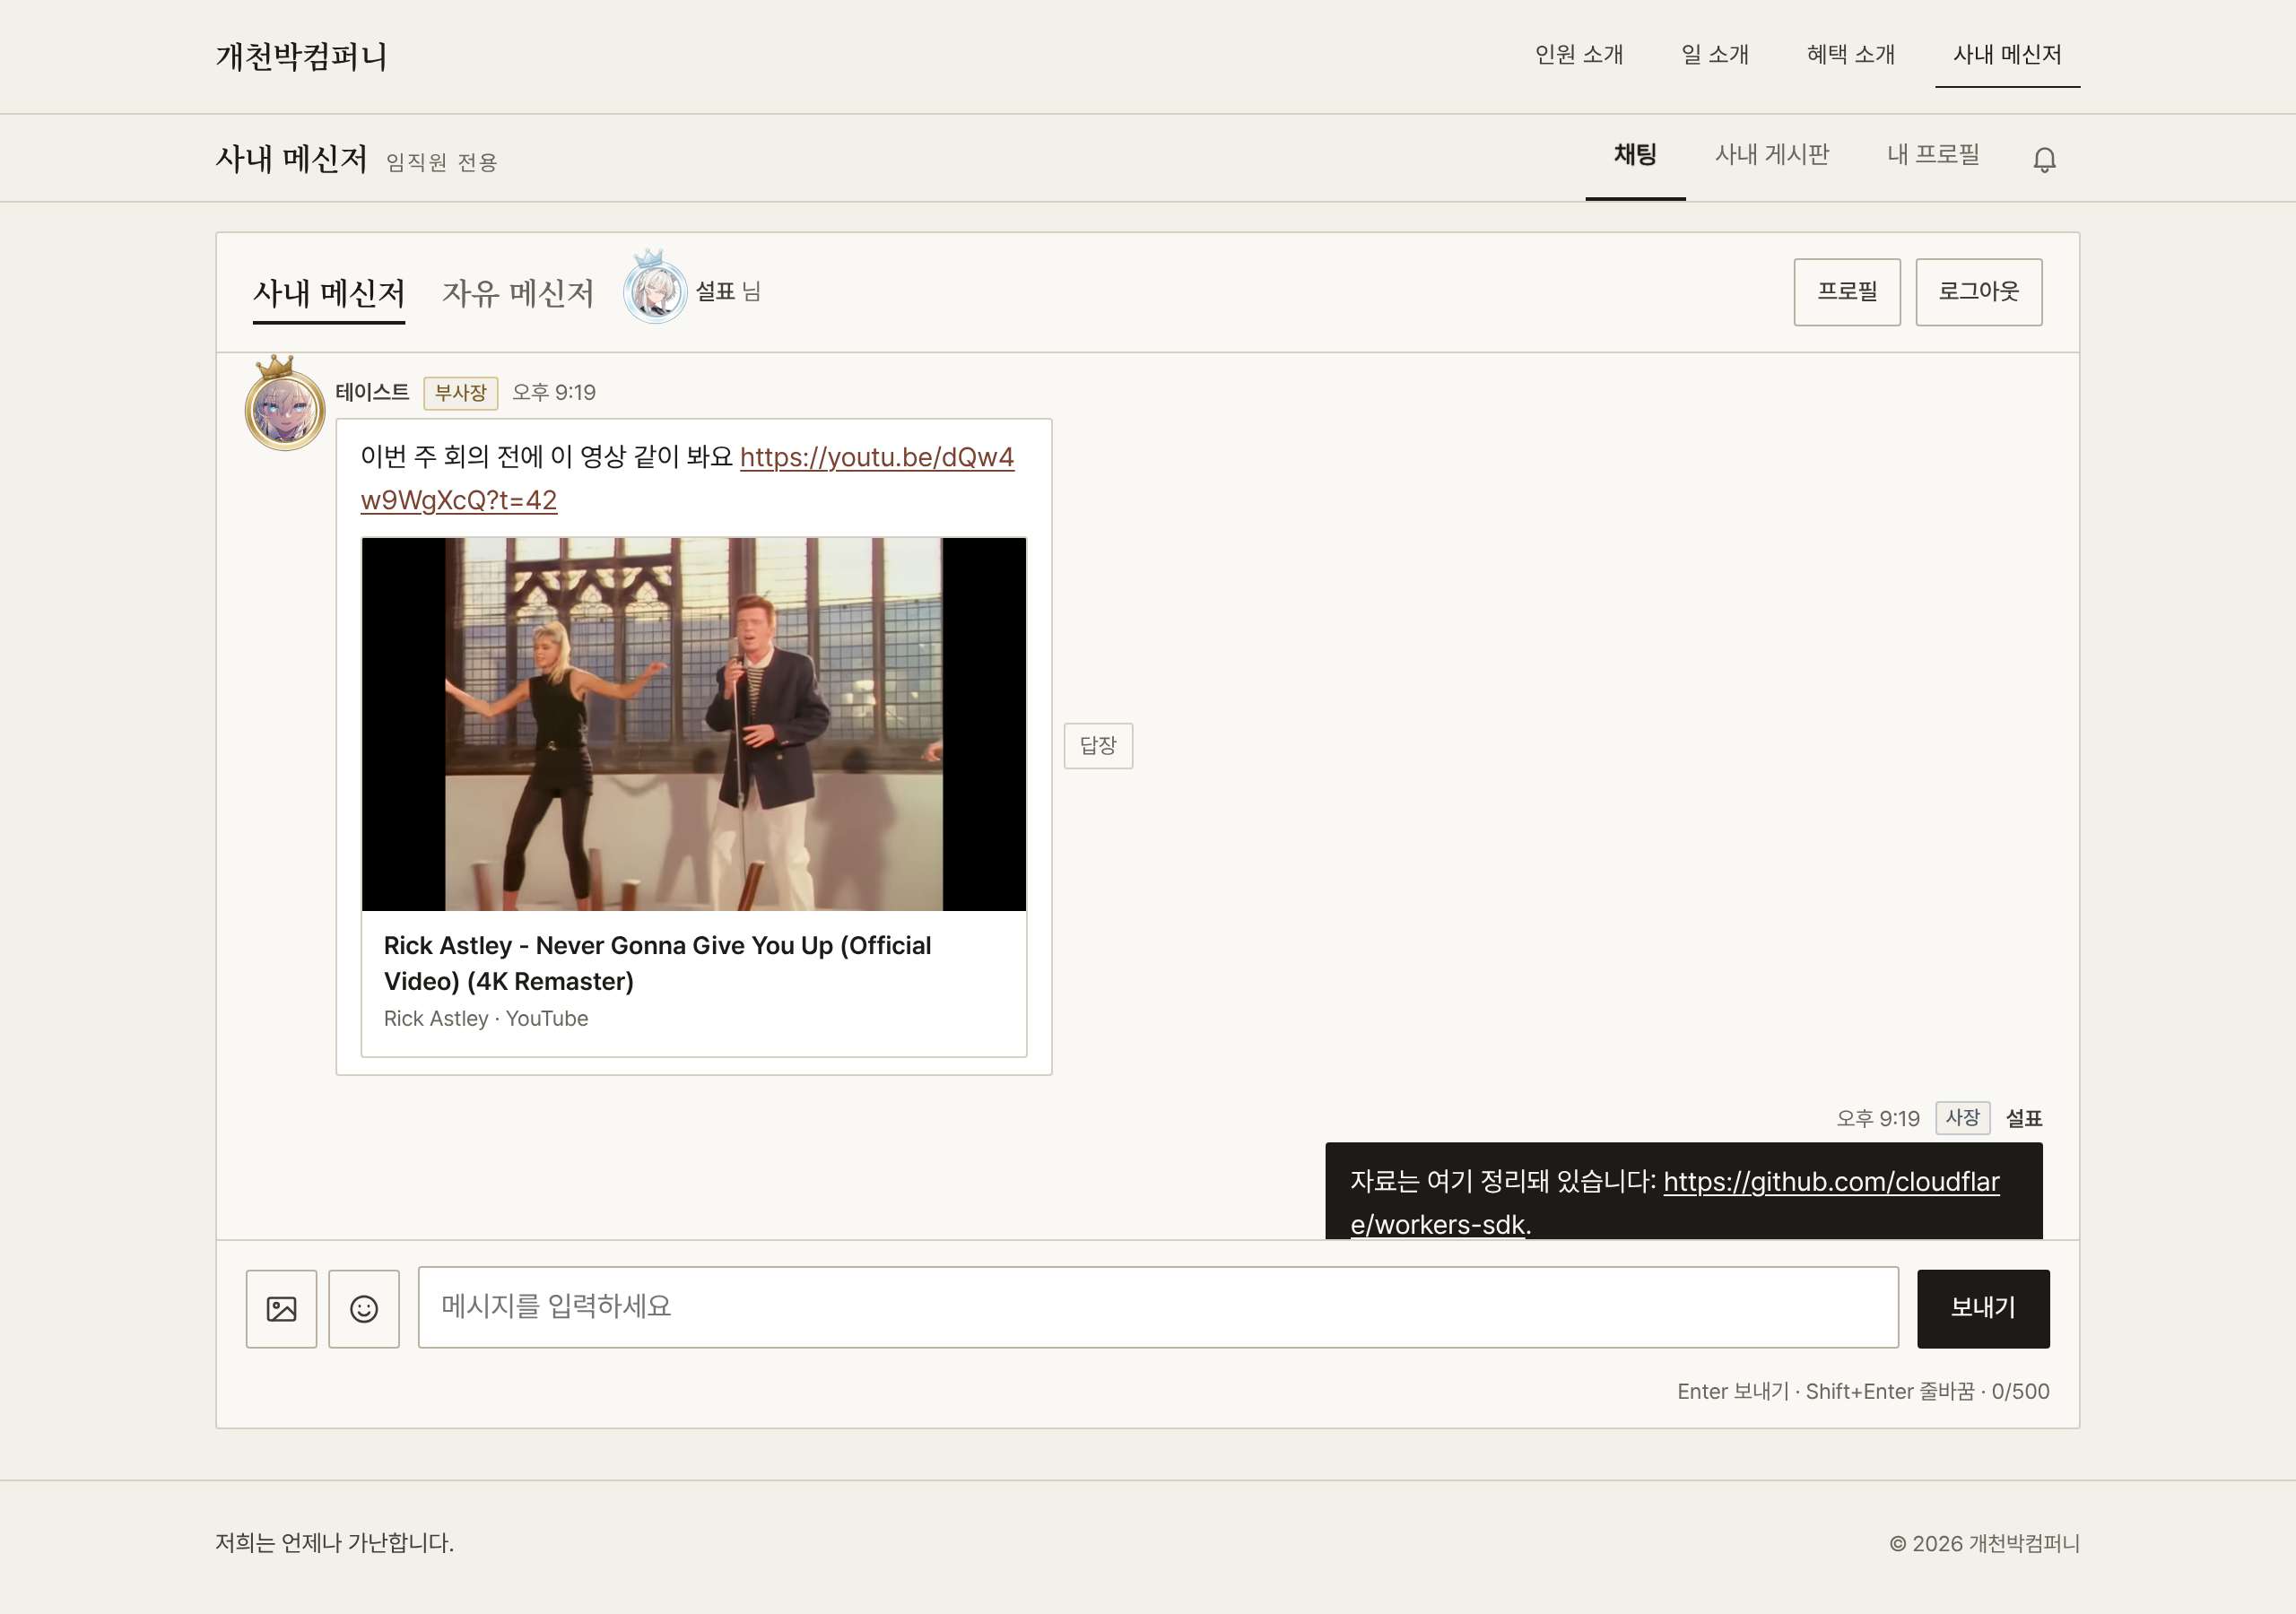 개천박컴퍼니
인원 소개
일 소개
혜택 소개
사내 메신저
사내 메신저
임직원 전용
채팅
사내 게시판
내 프로필
사내 메신저
자유 메신저
설표 님
프로필
로그아웃
테이스트
부사장
오후 9:19
이번 주 회의 전에 이 영상 같이 봐요 https://youtu.be/dQw4
w9WgXcQ?t=42
답장
Rick Astley - Never Gonna Give You Up (Official
Video) (4K Remaster)
Rick Astley · YouTube
오후 9:19
사장
설표
자료는 여기 정리돼 있습니다: https://github.com/cloudflar
e/workers-sdk.
메시지를 입력하세요
보내기
Enter 보내기 · Shift+Enter 줄바꿈 · 0/500
저희는 언제나 가난합니다.
© 2026 개천박컴퍼니